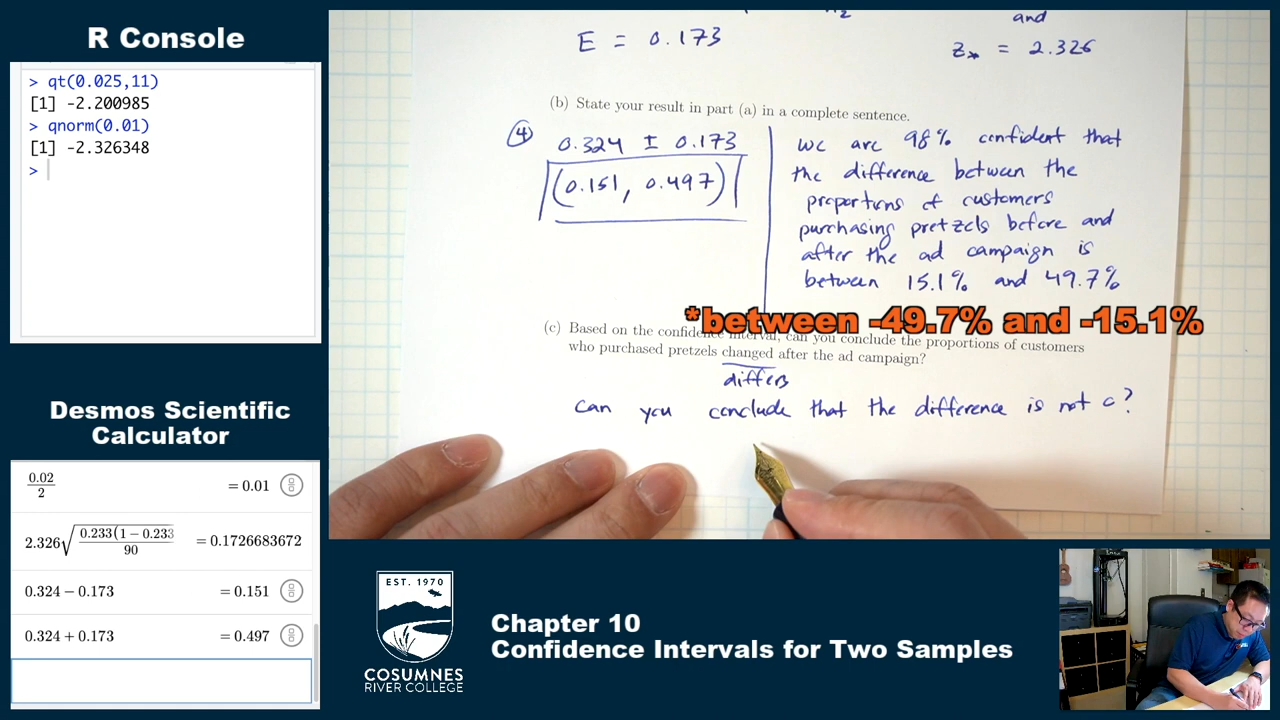 R Console
> qt(0.025,11)
[1] -2.200985
> qnorm(0.01)
[1] -2.326348
>
Desmos Scientific
Calculator
0.02/2 = 0.01
2.326√(0.233(1−0.233/90 = 0.1726683672
0.324 − 0.173 = 0.151
0.324 + 0.173 = 0.497
E = 0.173
and
z* = 2.326
(b) State your result in part (a) in a complete sentence.
④ 0.324 ± 0.173
(0.151, 0.497)
We are 98% confident that
the difference between the
proportions of customers
purchasing pretzels before and
after the ad campaign is
between 15.1% and 49.7%
*between -49.7% and -15.1%
(c) Based on the confidence interval, can you conclude the proportions of customers
who purchased pretzels changed after the ad campaign?
differs
Can you conclude that the difference is not 0?
EST. 1970
COSUMNES
RIVER COLLEGE
Chapter 10
Confidence Intervals for Two Samples